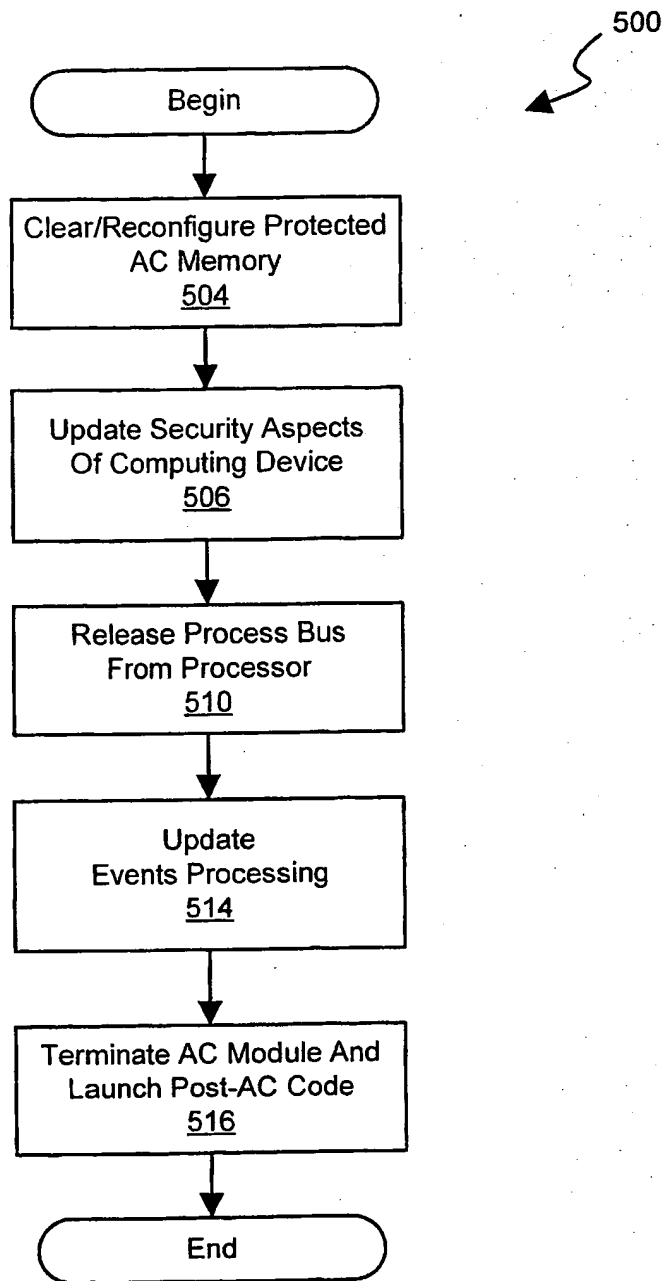 500
Begin
Clear/Reconfigure Protected
AC Memory
504
Update Security Aspects
Of Computing Device
506
Release Process Bus
From Processor
510
Update
Events Processing
514
Terminate AC Module And
Launch Post-AC Code
516
End